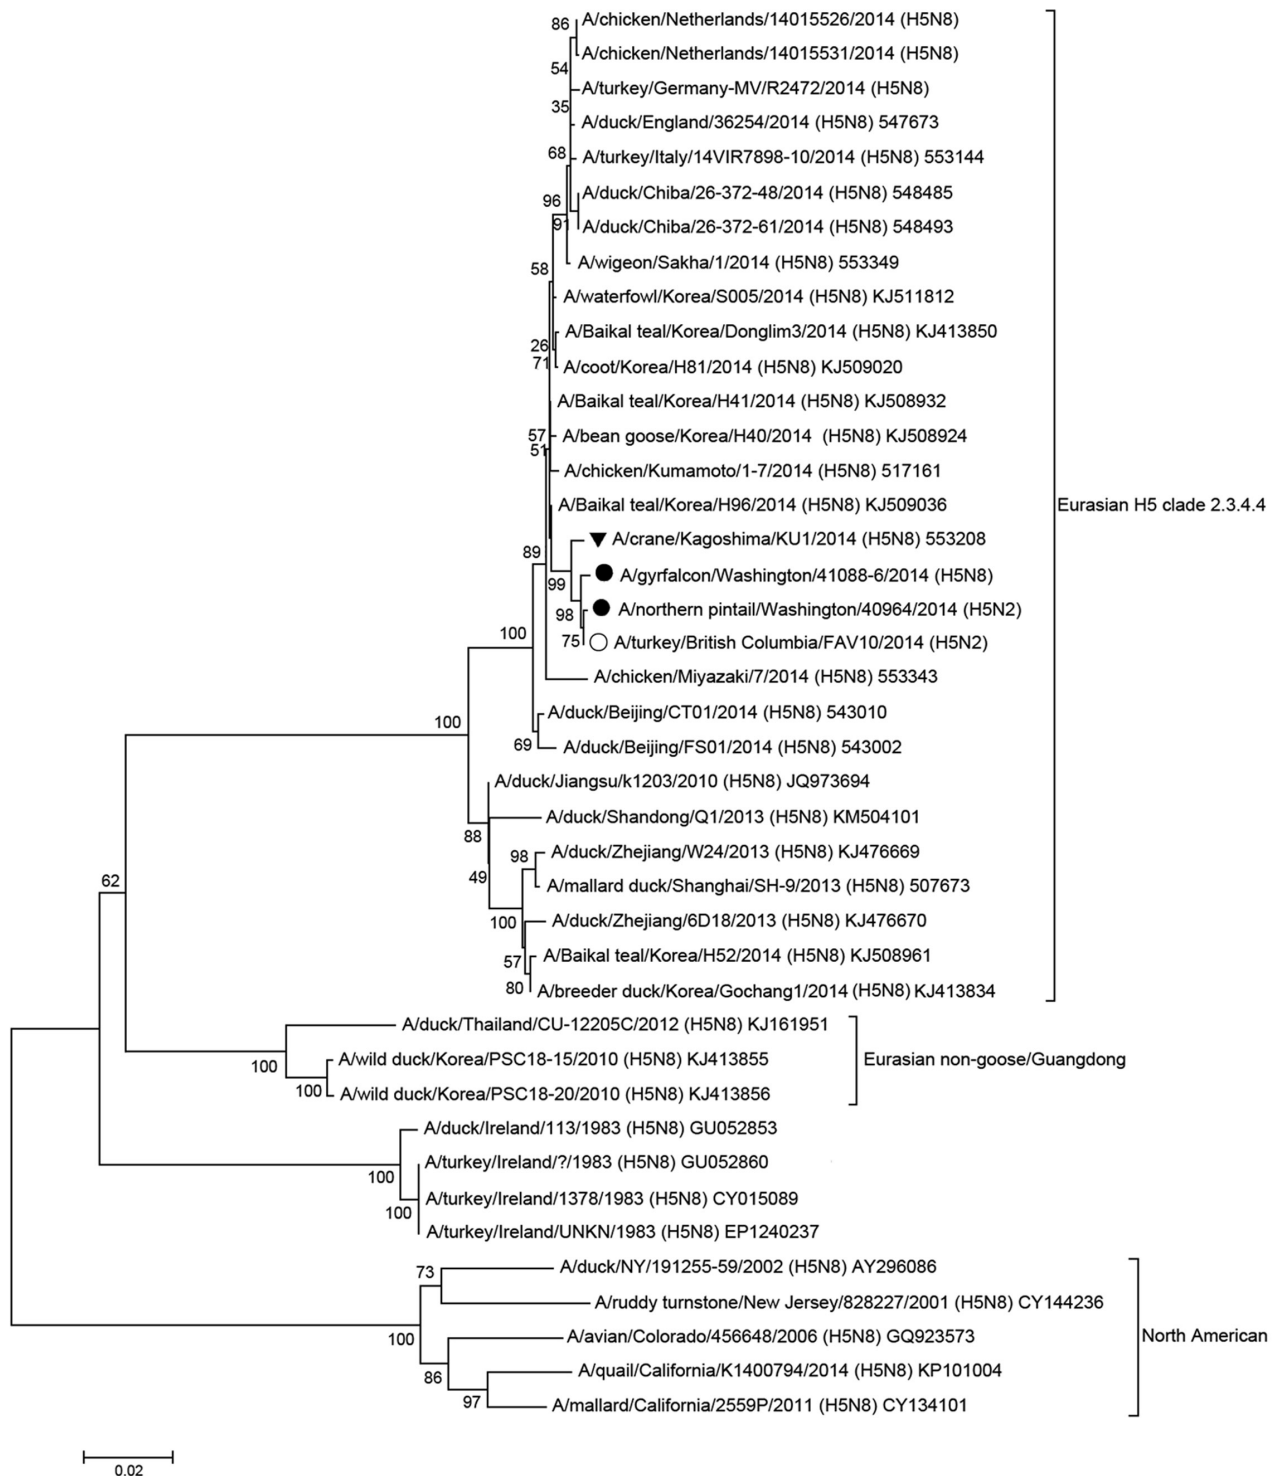 86
A/chicken/Netherlands/14015526/2014 (H5N8)
A/chicken/Netherlands/14015531/2014 (H5N8)
54
A/turkey/Germany-MV/R2472/2014 (H5N8)
35
A/duck/England/36254/2014 (H5N8) 547673
68
A/turkey/Italy/14VIR7898-10/2014 (H5N8) 553144
A/duck/Chiba/26-372-48/2014 (H5N8) 548485
96
91
A/duck/Chiba/26-372-61/2014 (H5N8) 548493
A/wigeon/Sakha/1/2014 (H5N8) 553349
58
A/waterfowl/Korea/S005/2014 (H5N8) KJ511812
A/Baikal teal/Korea/Donglim3/2014 (H5N8) KJ413850
26
71
A/coot/Korea/H81/2014 (H5N8) KJ509020
A/Baikal teal/Korea/H41/2014 (H5N8) KJ508932
57
A/bean goose/Korea/H40/2014 (H5N8) KJ508924
51
A/chicken/Kumamoto/1-7/2014 (H5N8) 517161
A/Baikal teal/Korea/H96/2014 (H5N8) KJ509036
Eurasian H5 clade 2.3.4.4
A/crane/Kagoshima/KU1/2014 (H5N8) 553208
89
A/gyrfalcon/Washington/41088-6/2014 (H5N8)
99
A/northern pintail/Washington/40964/2014 (H5N2)
98
75
A/turkey/British Columbia/FAV10/2014 (H5N2)
100
A/chicken/Miyazaki/7/2014 (H5N8) 553343
A/duck/Beijing/CT01/2014 (H5N8) 543010
100
69
A/duck/Beijing/FS01/2014 (H5N8) 543002
A/duck/Jiangsu/k1203/2010 (H5N8) JQ973694
A/duck/Shandong/Q1/2013 (H5N8) KM504101
88
98
A/duck/Zhejiang/W24/2013 (H5N8) KJ476669
49
A/mallard duck/Shanghai/SH-9/2013 (H5N8) 507673
62
100
A/duck/Zhejiang/6D18/2013 (H5N8) KJ476670
57
A/Baikal teal/Korea/H52/2014 (H5N8) KJ508961
80
A/breeder duck/Korea/Gochang1/2014 (H5N8) KJ413834
A/duck/Thailand/CU-12205C/2012 (H5N8) KJ161951
100
A/wild duck/Korea/PSC18-15/2010 (H5N8) KJ413855
Eurasian non-goose/Guangdong
100
A/wild duck/Korea/PSC18-20/2010 (H5N8) KJ413856
A/duck/Ireland/113/1983 (H5N8) GU052853
A/turkey/Ireland/?/1983 (H5N8) GU052860
100
A/turkey/Ireland/1378/1983 (H5N8) CY015089
100
A/turkey/Ireland/UNKN/1983 (H5N8) EP1240237
73
A/duck/NY/191255-59/2002 (H5N8) AY296086
A/ruddy turnstone/New Jersey/828227/2001 (H5N8) CY144236
100
A/avian/Colorado/456648/2006 (H5N8) GQ923573
North American
86
A/quail/California/K1400794/2014 (H5N8) KP101004
97
A/mallard/California/2559P/2011 (H5N8) CY134101
0.02